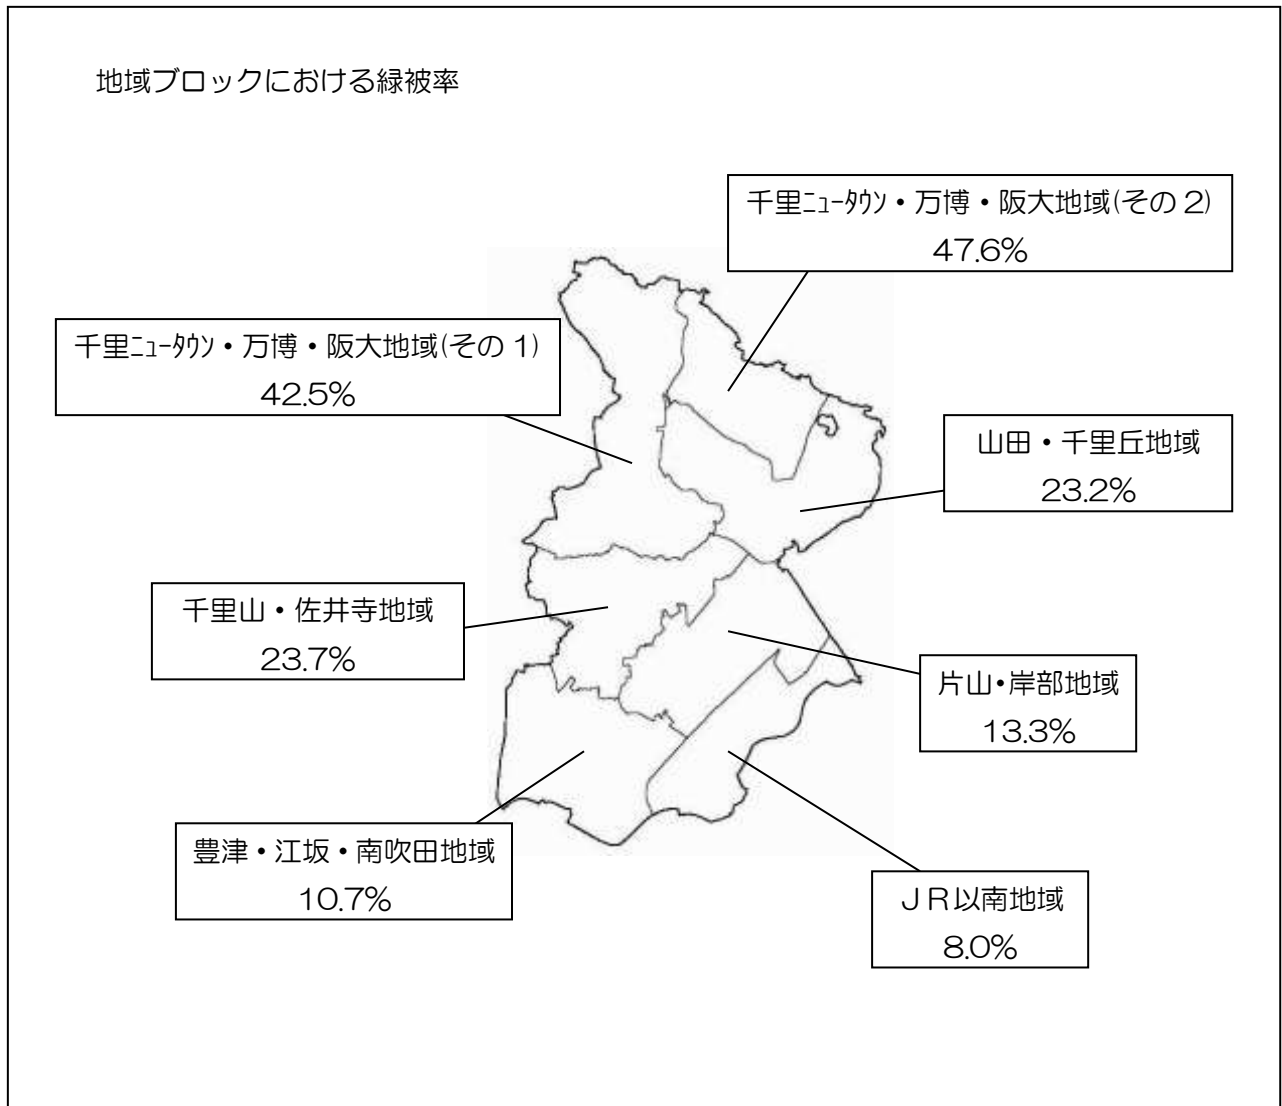 地域ブロックにおける緑被率
千里ﾆｭｰﾀｳﾝ・万博・阪大地域(その２)
47.6%
千里ﾆｭｰﾀｳﾝ・万博・阪大地域(その１)
42.5%
山田・千里丘地域
23.2%
千里山・佐井寺地域
23.7%
片山・岸部地域
13.3%
豊津・江坂・南吹田地域
10.7%
ＪＲ以南地域
8.0%